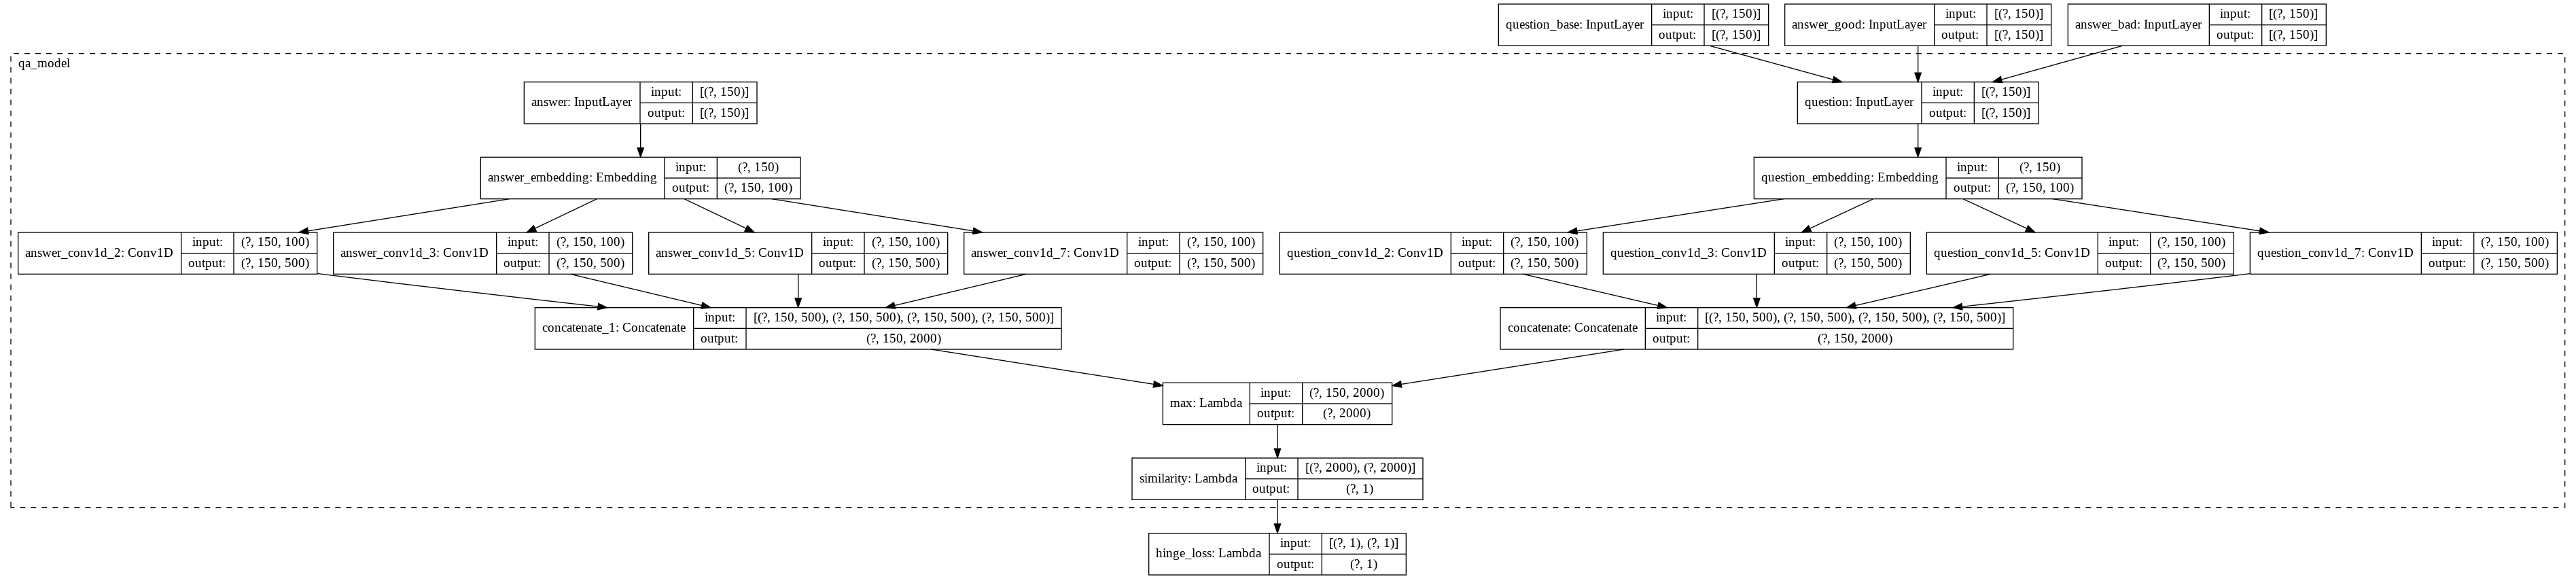 question_base: InputLayer
input: [(?, 150)]
output: [(?, 150)]
answer_good: InputLayer
input: [(?, 150)]
output: [(?, 150)]
answer_bad: InputLayer
input: [(?, 150)]
output: [(?, 150)]
qa_model
answer: InputLayer
input: [(?, 150)]
output: [(?, 150)]
question: InputLayer
input: [(?, 150)]
output: [(?, 150)]
answer_embedding: Embedding
input: (?, 150)
output: (?, 150, 100)
question_embedding: Embedding
input: (?, 150)
output: (?, 150, 100)
answer_conv1d_2: Conv1D
input: (?, 150, 100)
output: (?, 150, 500)
answer_conv1d_3: Conv1D
input: (?, 150, 100)
output: (?, 150, 500)
answer_conv1d_5: Conv1D
input: (?, 150, 100)
output: (?, 150, 500)
answer_conv1d_7: Conv1D
input: (?, 150, 100)
output: (?, 150, 500)
question_conv1d_2: Conv1D
input: (?, 150, 100)
output: (?, 150, 500)
question_conv1d_3: Conv1D
input: (?, 150, 100)
output: (?, 150, 500)
question_conv1d_5: Conv1D
input: (?, 150, 100)
output: (?, 150, 500)
question_conv1d_7: Conv1D
input: (?, 150, 100)
output: (?, 150, 500)
concatenate_1: Concatenate
input: [(?, 150, 500), (?, 150, 500), (?, 150, 500), (?, 150, 500)]
output: (?, 150, 2000)
concatenate: Concatenate
input: [(?, 150, 500), (?, 150, 500), (?, 150, 500), (?, 150, 500)]
output: (?, 150, 2000)
max: Lambda
input: (?, 150, 2000)
output: (?, 2000)
similarity: Lambda
input: [(?, 2000), (?, 2000)]
output: (?, 1)
hinge_loss: Lambda
input: [(?, 1), (?, 1)]
output: (?, 1)